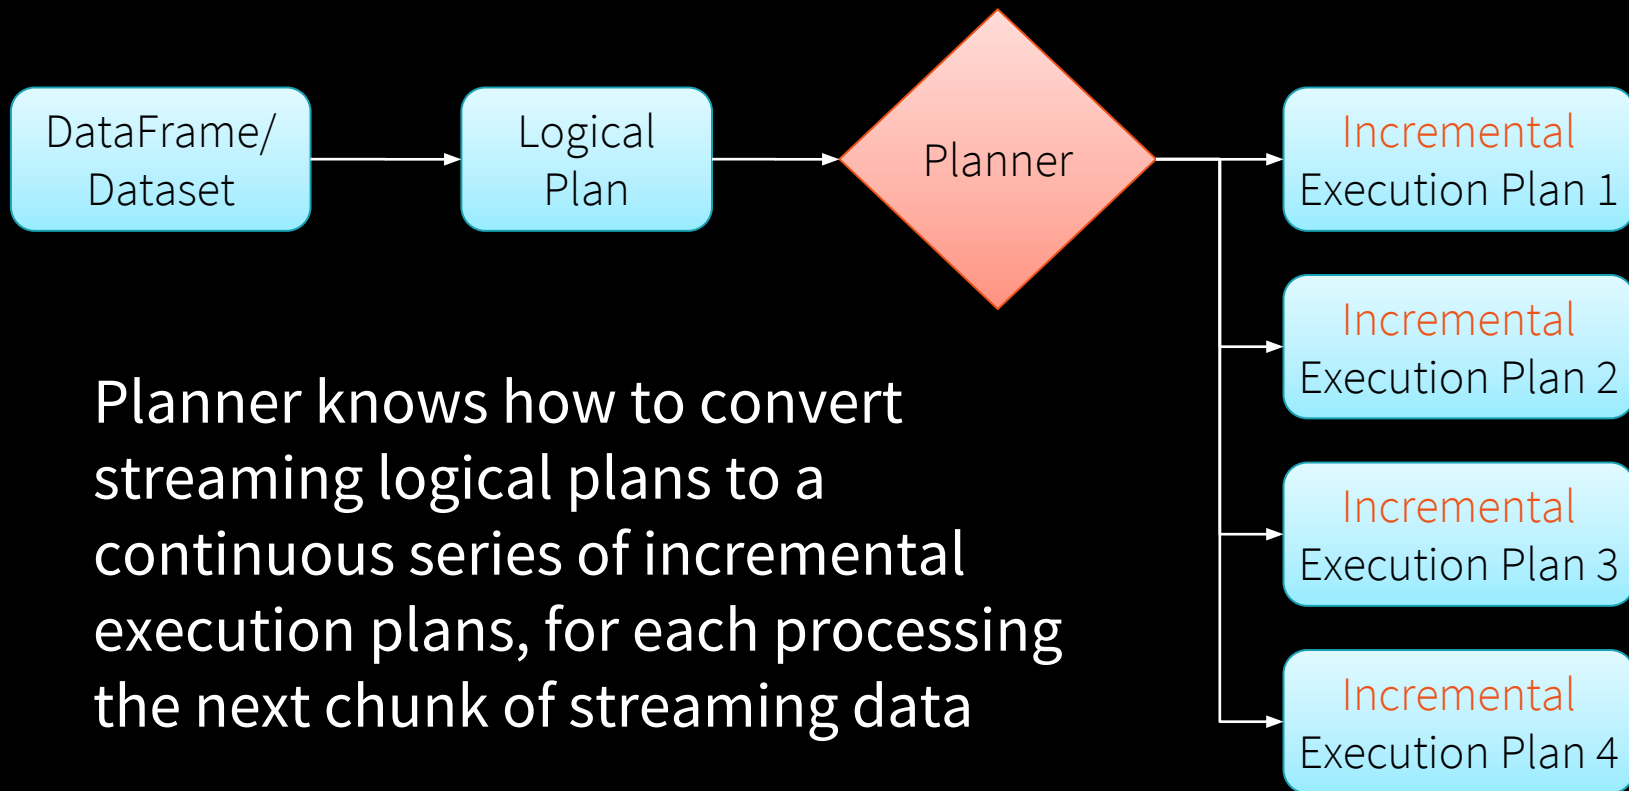 DataFrame/
Dataset
Logical
Plan
Planner
Incremental
Execution Plan 1
Incremental
Execution Plan 2
Incremental
Execution Plan 3
Incremental
Execution Plan 4
Planner knows how to convert
streaming logical plans to a
continuous series of incremental
execution plans, for each processing
the next chunk of streaming data